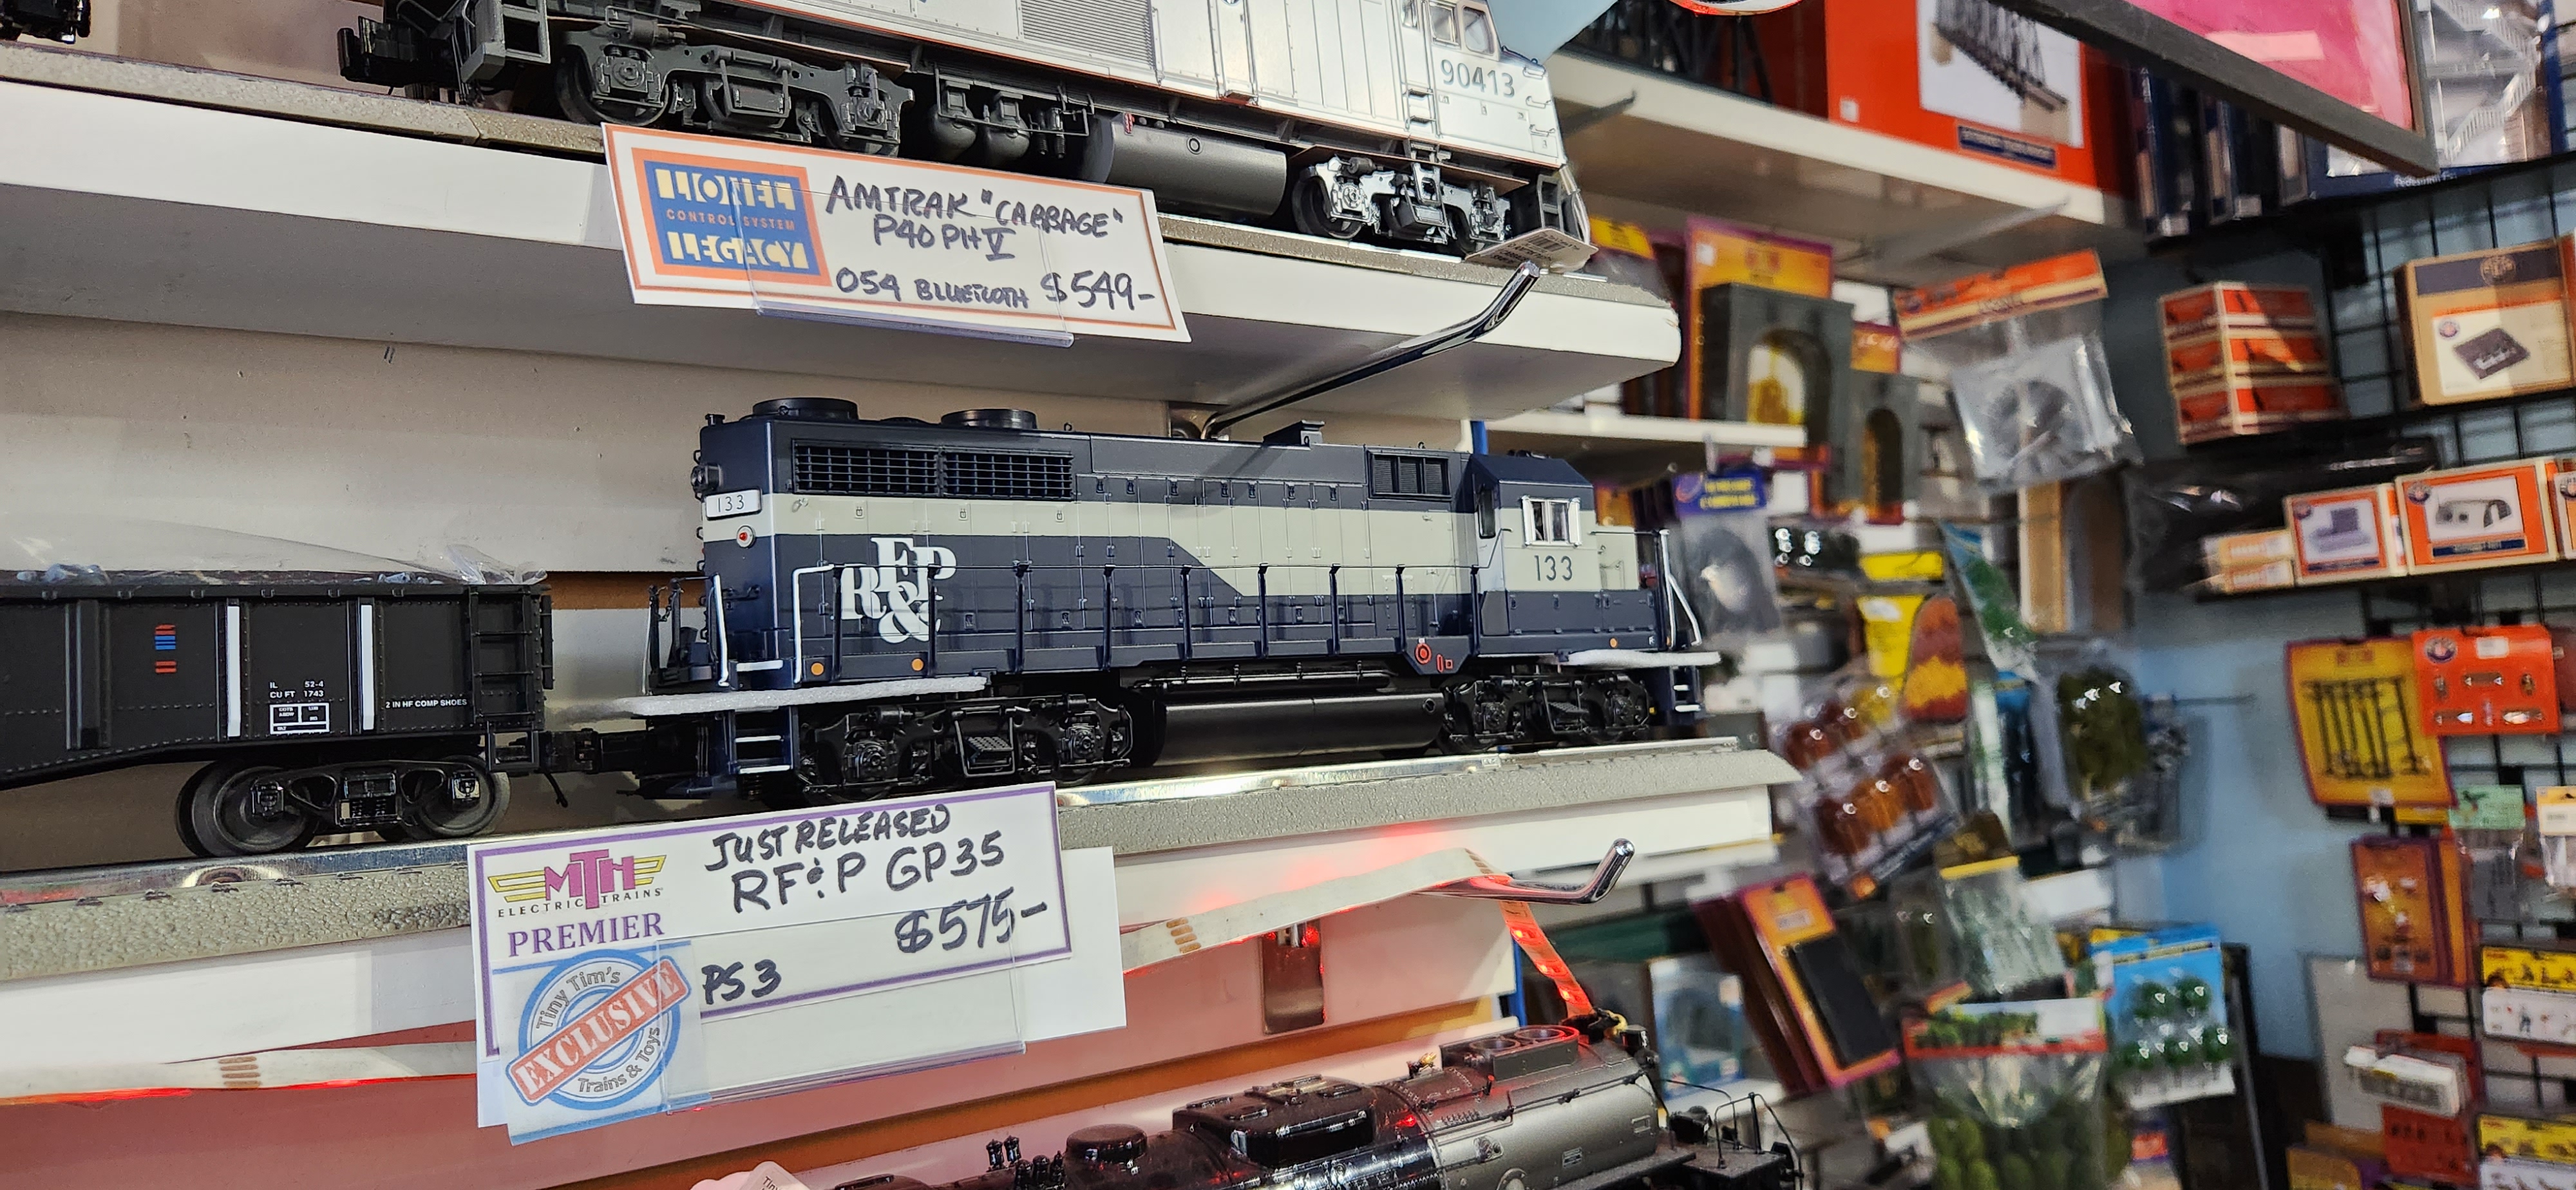 90413
LIONEL
CONTROL SYSTEM
LEGACY
AMTRAK "CABBAGE"
P40 PH V
O54 BLUETOOTH $549-
133
RF&P
133
IL 52-4
CU FT 1743
2 IN HF COMP SHOES
MTH
ELECTRIC TRAINS
PREMIER
JUST RELEASED
RF&P GP35
$575-
PS3
Tiny Tim's
EXCLUSIVE
Trains & Toys